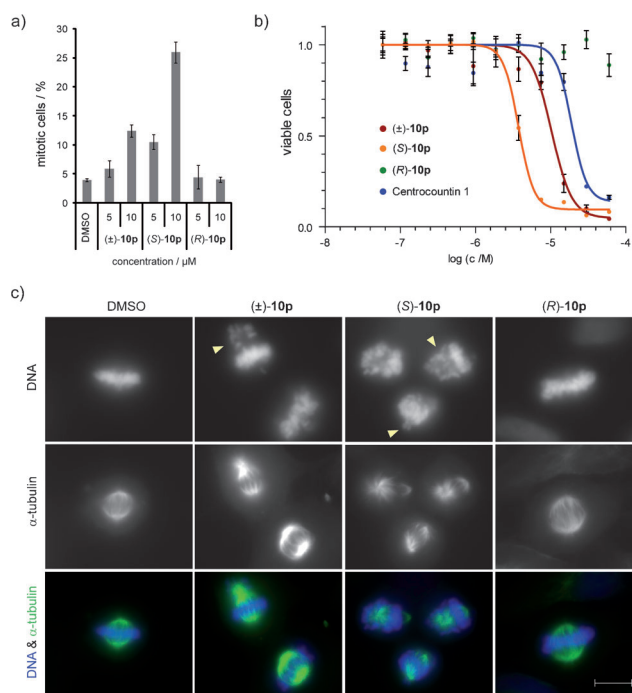 a)
mitotic cells / %
30
25
20
15
10
5
0
DMSO
5
10
5
10
5
10
(±)-10p
(S)-10p
(R)-10p
concentration / µM
b)
viable cells
1.0
0.5
0.0
-7
-6
-5
-4
-8
log (c /M)
(±)-10p
(S)-10p
(R)-10p
Centrocountin 1
c)
DMSO
(±)-10p
(S)-10p
(R)-10p
DNA
α-tubulin
DNA & α-tubulin